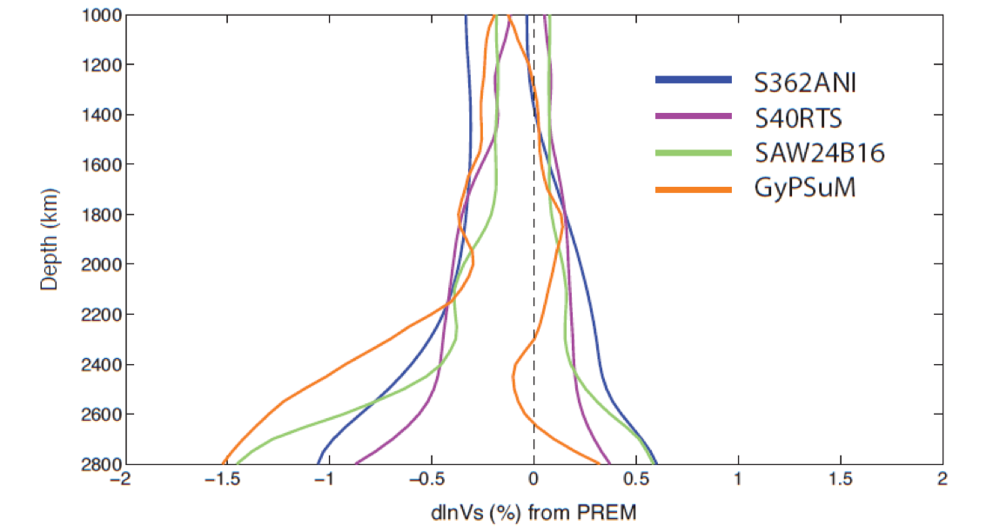 1000
1200
1400
1600
1800
2000
2200
2400
2600
2800
Depth (km)
S362ANI
S40RTS
SAW24B16
GyPSuM
−2 −1.5 −1 −0.5 0 0.5 1 1.5 2
dlnVs (%) from PREM